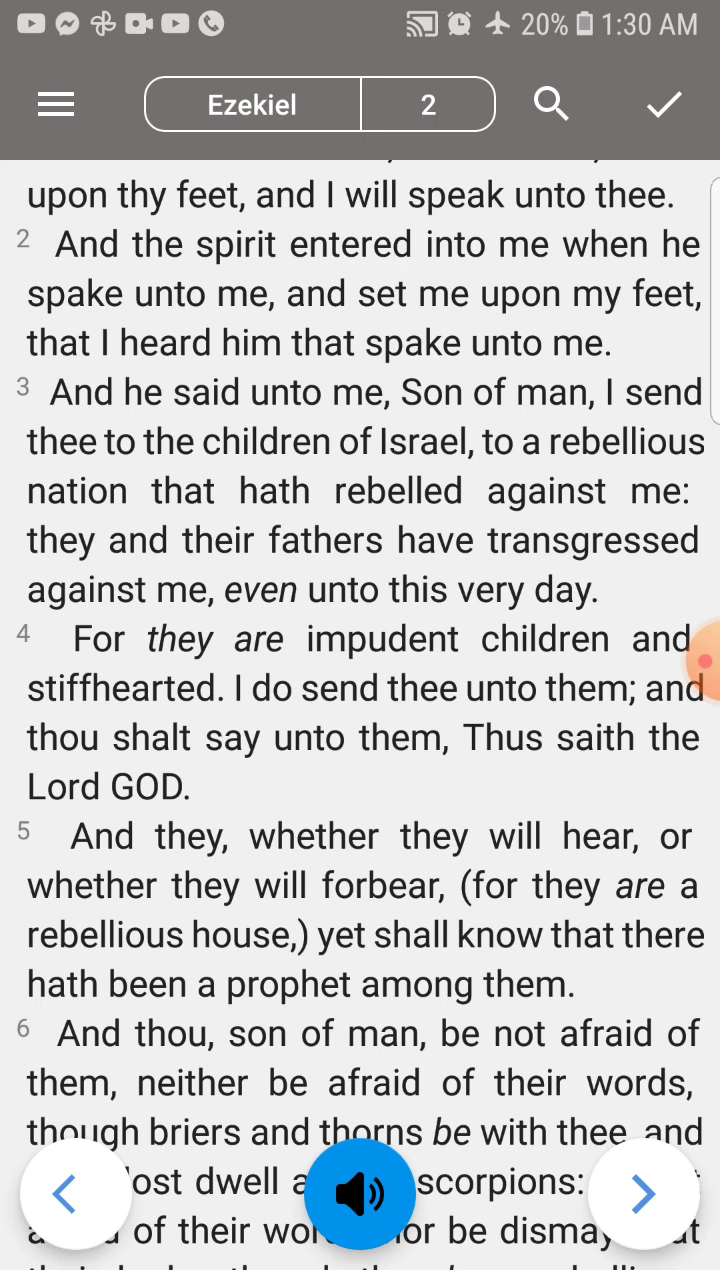 20% 1:30 AM
Ezekiel 2
upon thy feet, and I will speak unto thee.
2 And the spirit entered into me when he
spake unto me, and set me upon my feet,
that I heard him that spake unto me.
3 And he said unto me, Son of man, I send
thee to the children of Israel, to a rebellious
nation that hath rebelled against me:
they and their fathers have transgressed
against me, even unto this very day.
4 For they are impudent children and
stiffhearted. I do send thee unto them; and
thou shalt say unto them, Thus saith the
Lord GOD.
5 And they, whether they will hear, or
whether they will forbear, (for they are a
rebellious house,) yet shall know that there
hath been a prophet among them.
6 And thou, son of man, be not afraid of
them, neither be afraid of their words,
though briers and thorns be with thee, and
dwell scorpions:
of their be